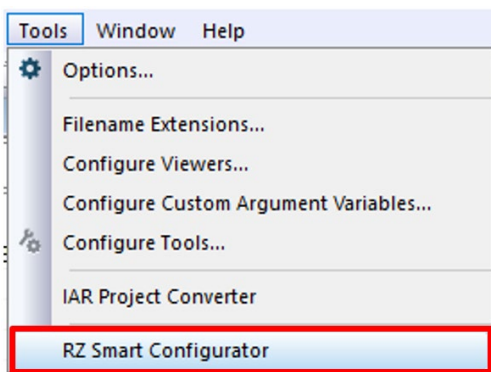 Tools Window Help
Options...
Filename Extensions...
Configure Viewers...
Configure Custom Argument Variables...
Configure Tools...
IAR Project Converter
RZ Smart Configurator